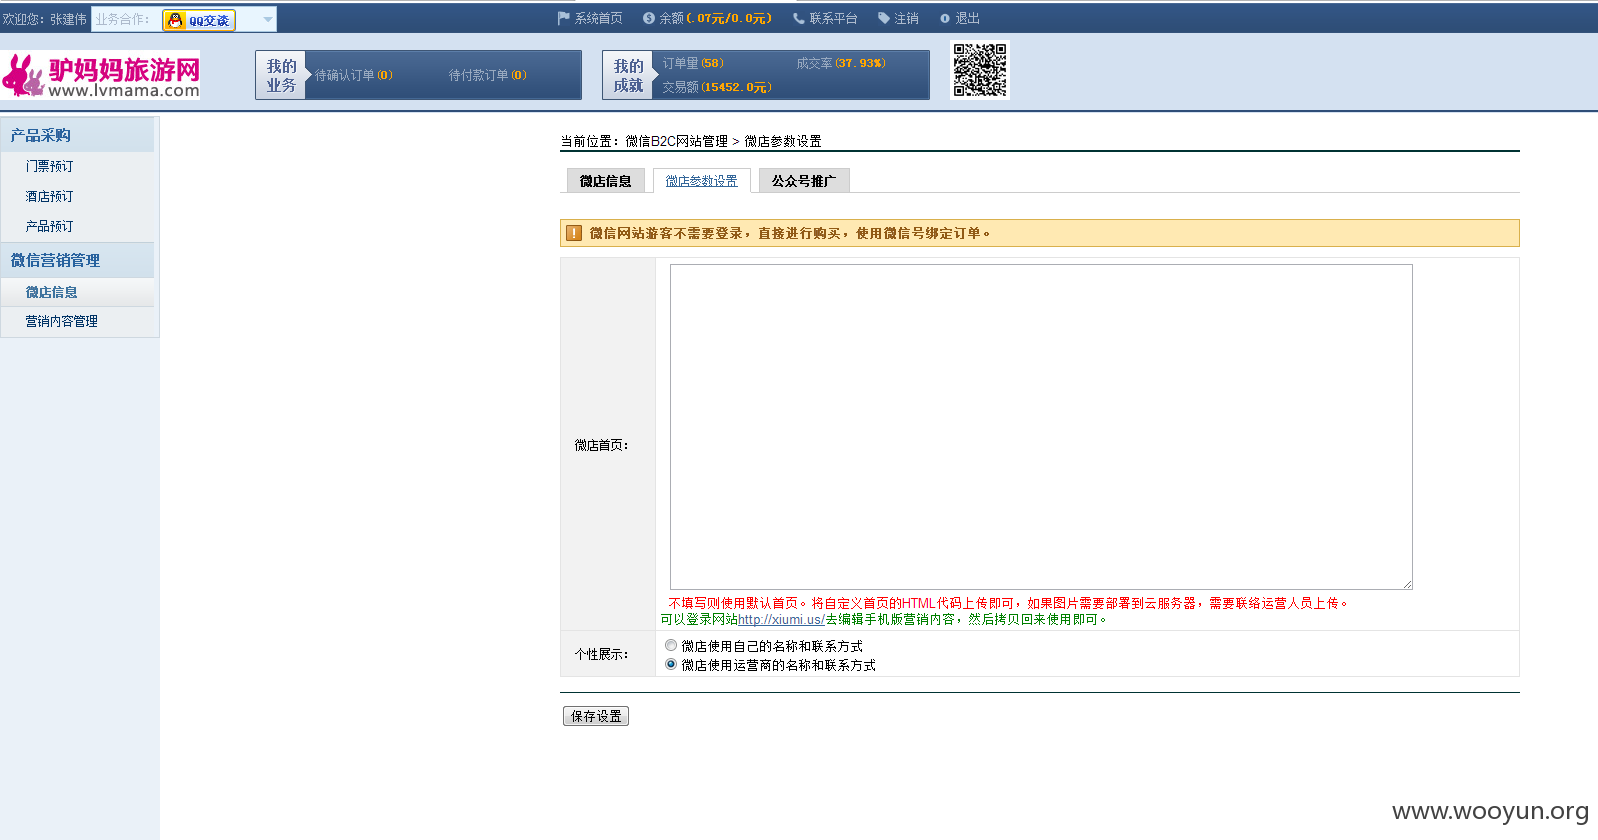 欢迎您：张建伟 业务合作： QQ交谈 系统首页 余额(.07元/0.0元) 联系平台 注销 退出
驴妈妈旅游网
www.lvmama.com
我的业务 待确认订单(0) 待付款订单(0)
我的成就 订单量(58) 成交率(37.93%)
交易额(15452.0元)
产品采购
门票预订
酒店预订
产品预订
微信营销管理
微店信息
营销内容管理
当前位置：微信B2C网站管理 > 微店参数设置
微店信息 微店参数设置 公众号推广
微信网站游客不需要登录，直接进行购买，使用微信号绑定订单。
微店首页：
不填写则使用默认首页。将自定义首页的HTML代码上传即可，如果图片需要部署到云服务器，需要联络运营人员上传。
可以登录网站http://xiumi.us/去编辑手机版营销内容，然后拷贝回来使用即可。
个性展示：
微店使用自己的名称和联系方式
微店使用运营商的名称和联系方式
保存设置
www.wooyun.org